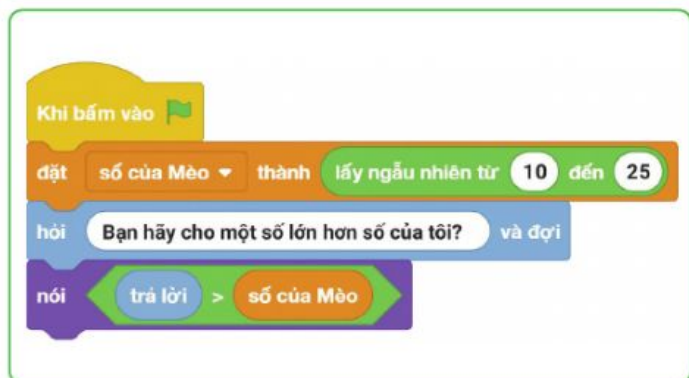 Khi bấm vào
đặt số của Mèo thành lấy ngẫu nhiên từ 10 đến 25
hỏi Bạn hãy cho một số lớn hơn số của tôi? và đợi
nói trả lời > số của Mèo